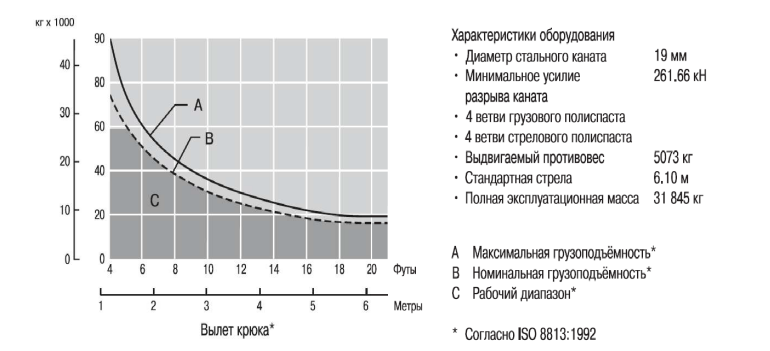 кг х 1000
90
80
60
40
20
0
40
30
20
10
0
A
B
C
4 6 8 10 12 14 16 18 20 Футы
1 2 3 4 5 6 Метры
Вылет крюка*
Характеристики оборудования
· Диаметр стального каната 19 мм
· Минимальное усилие 261.66 кН
разрыва каната
· 4 ветви грузового полиспаста
· 4 ветви стрелового полиспаста
· Выдвигаемый противовес 5073 кг
· Стандартная стрела 6.10 м
· Полная эксплуатационная масса 31 845 кг
A Максимальная грузоподъёмность*
B Номинальная грузоподъёмность*
C Рабочий диапазон*
* Согласно ISO 8813:1992